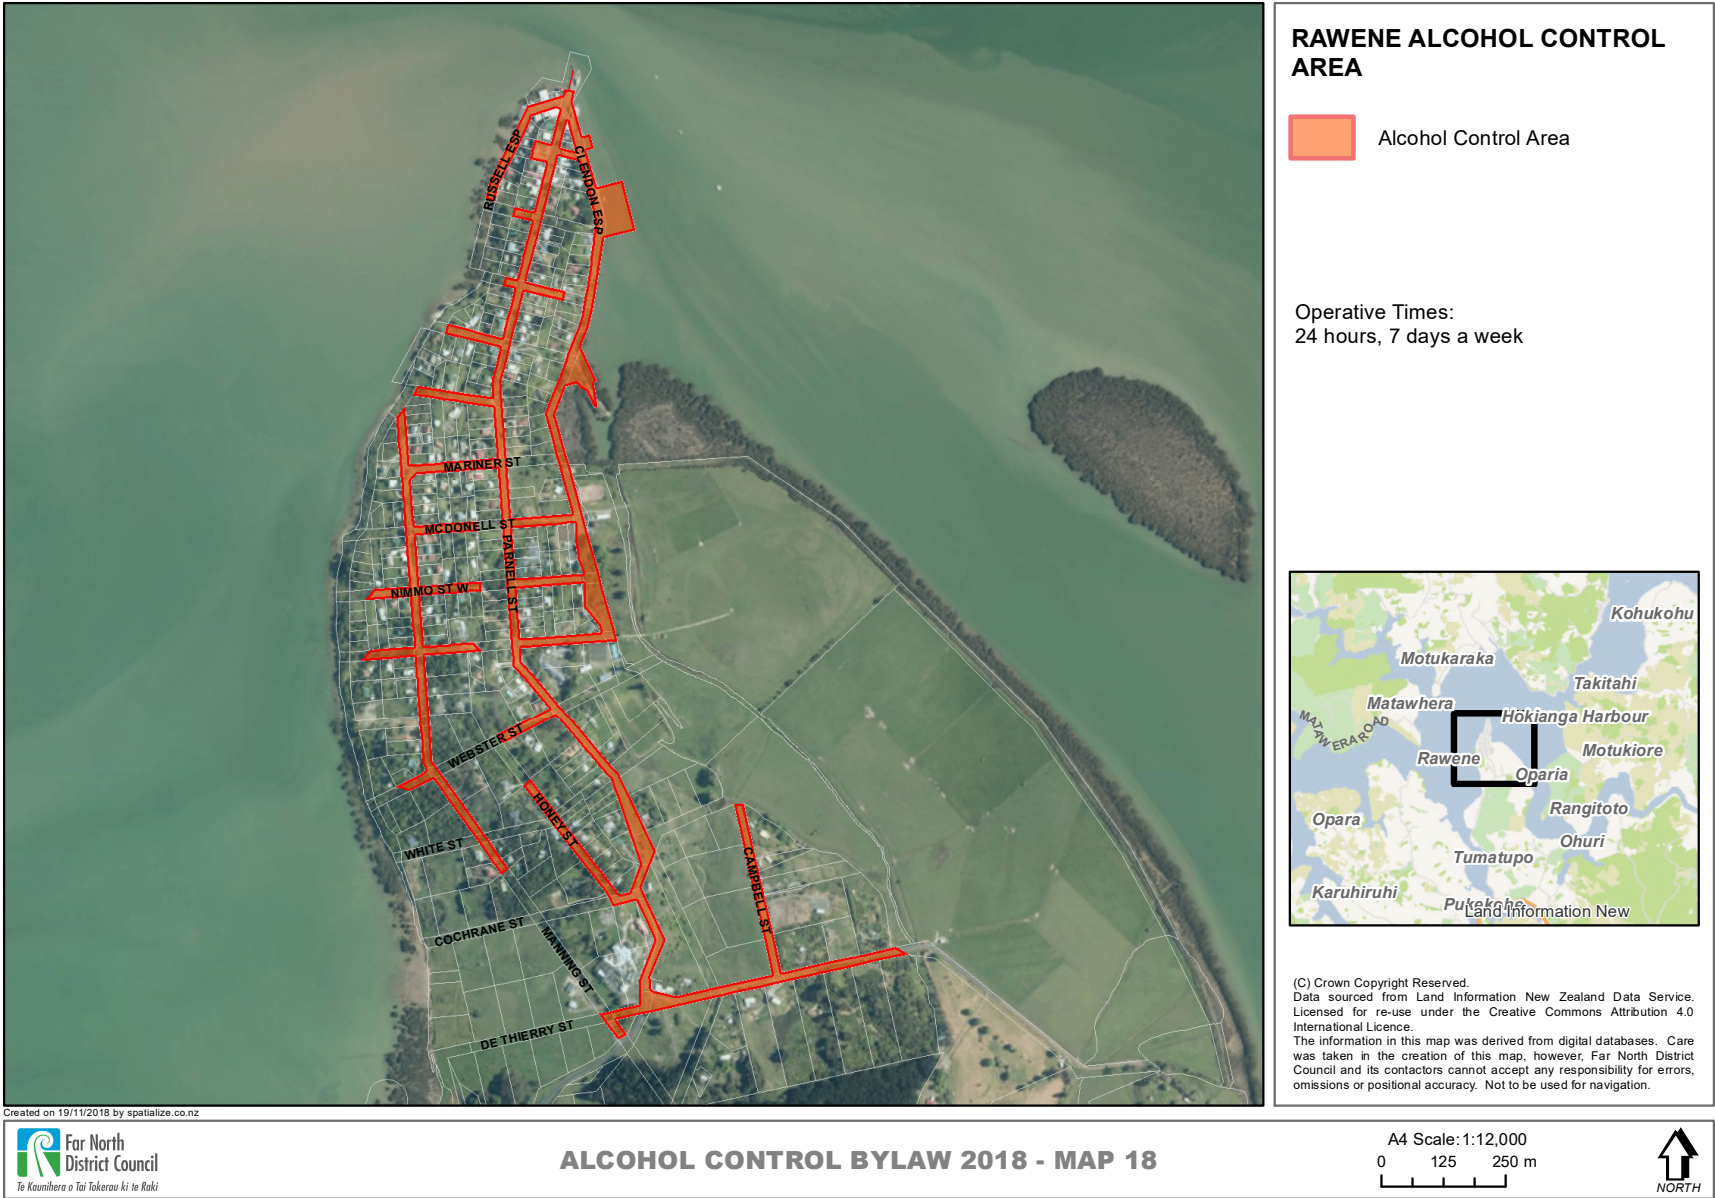 RAWENE ALCOHOL CONTROL
AREA
Alcohol Control Area
Operative Times:
24 hours, 7 days a week
RUSSELL ESP
CLENDON ESP
MARINER ST
MCDONELL ST
PARNELL ST
NIMMO ST W
WEBSTER ST
HONEY ST
WHITE ST
CAMPBELL ST
COCHRANE ST
MANNING ST
DE THIERRY ST
Kohukohu
Motukaraka
Takitahi
Matawhera
Hokianga Harbour
MATAWERA ROAD
Motukiore
Rawene
Oparia
Rangitoto
Opara
Ohuri
Tumatupo
Karuhiruhi
Pukekohe
Land Information New
(C) Crown Copyright Reserved.
Data sourced from Land Information New Zealand Data Service.
Licensed for re-use under the Creative Commons Attribution 4.0
International Licence.
The information in this map was derived from digital databases. Care
was taken in the creation of this map, however, Far North District
Council and its contactors cannot accept any responsibility for errors,
omissions or positional accuracy. Not to be used for navigation.
Created on 19/11/2018 by spatialize.co.nz
Far North
District Council
Te Kaunihera o Tai Tokerau ki te Raki
ALCOHOL CONTROL BYLAW 2018 - MAP 18
A4 Scale: 1:12,000
0 125 250 m
NORTH